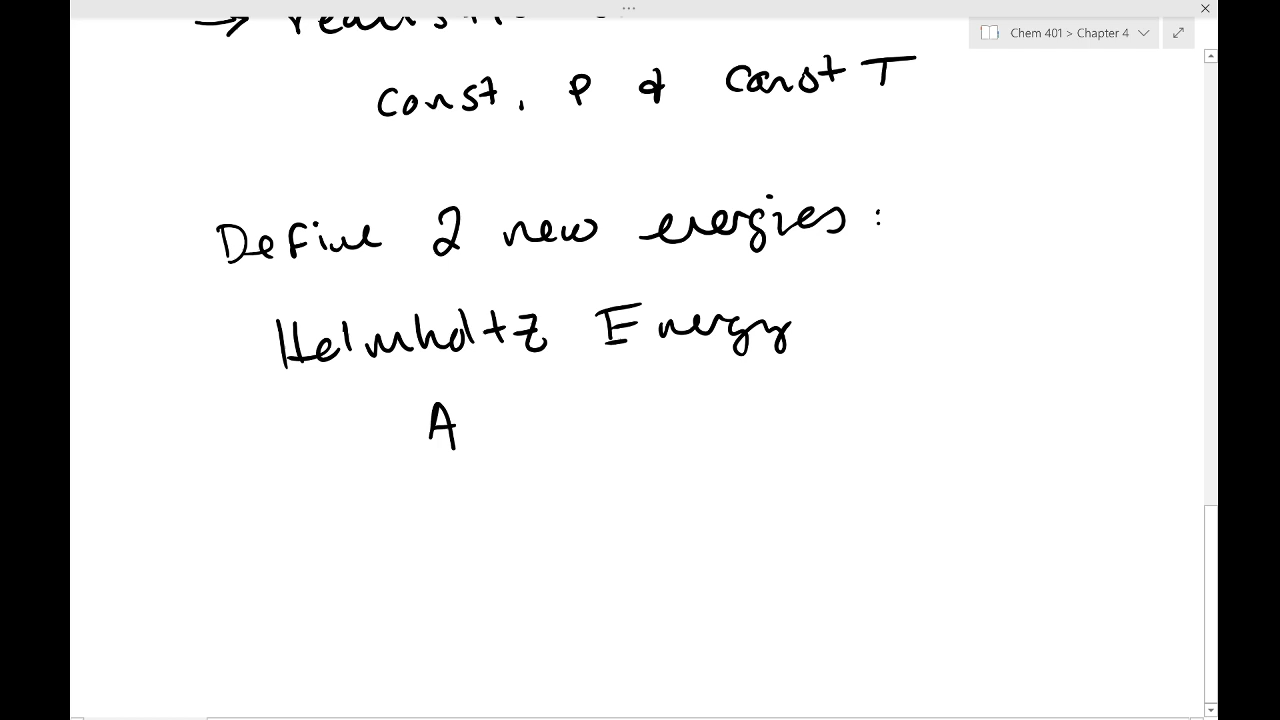 Chem 401 > Chapter 4
→
const. P & const T
Define 2 new energies:
Helmholtz Energy
A